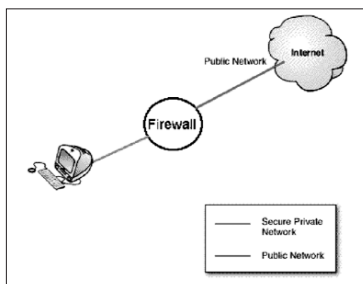 Internet
Public Network
Firewall
Secure Private
Network
Public Network